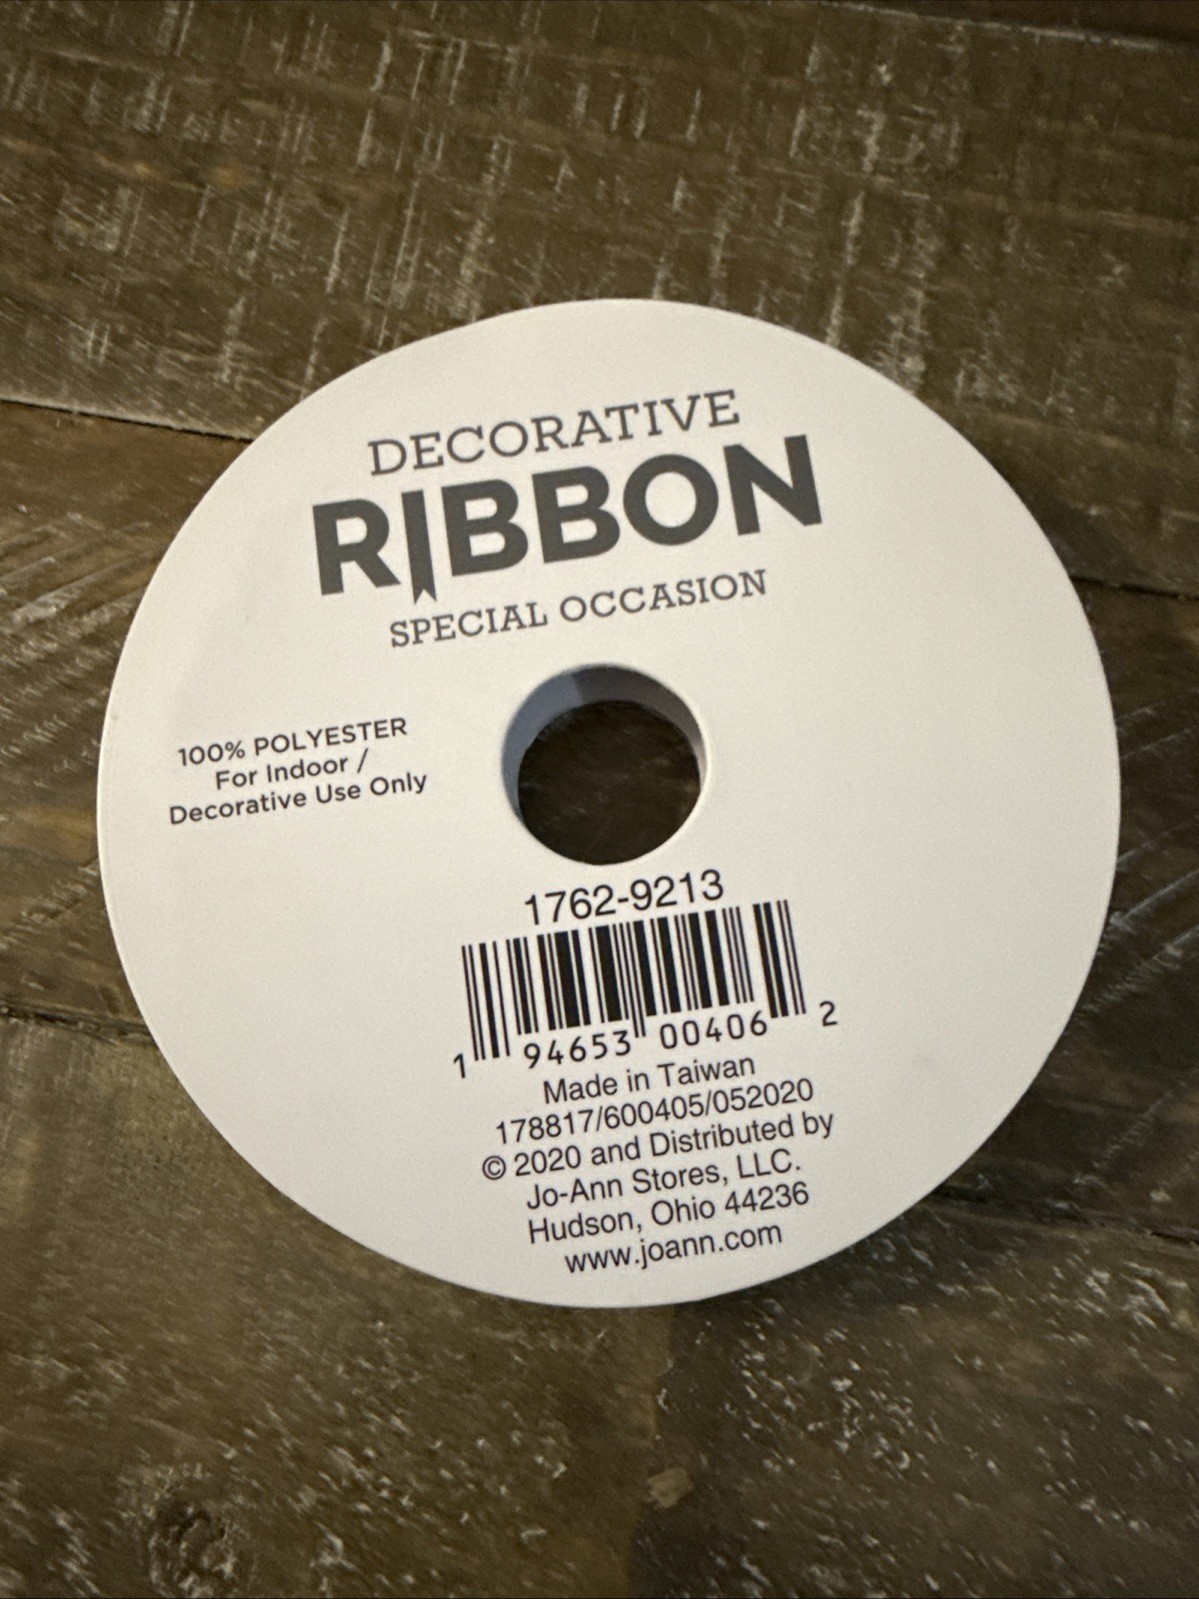 DECORATIVE
RIBBON
SPECIAL OCCASION
100% POLYESTER
For Indoor /
Decorative Use Only
1762-9213
1 94653 00406 2
Made in Taiwan
178817/600405/052020
© 2020 and Distributed by
Jo-Ann Stores, LLC.
Hudson, Ohio 44236
www.joann.com